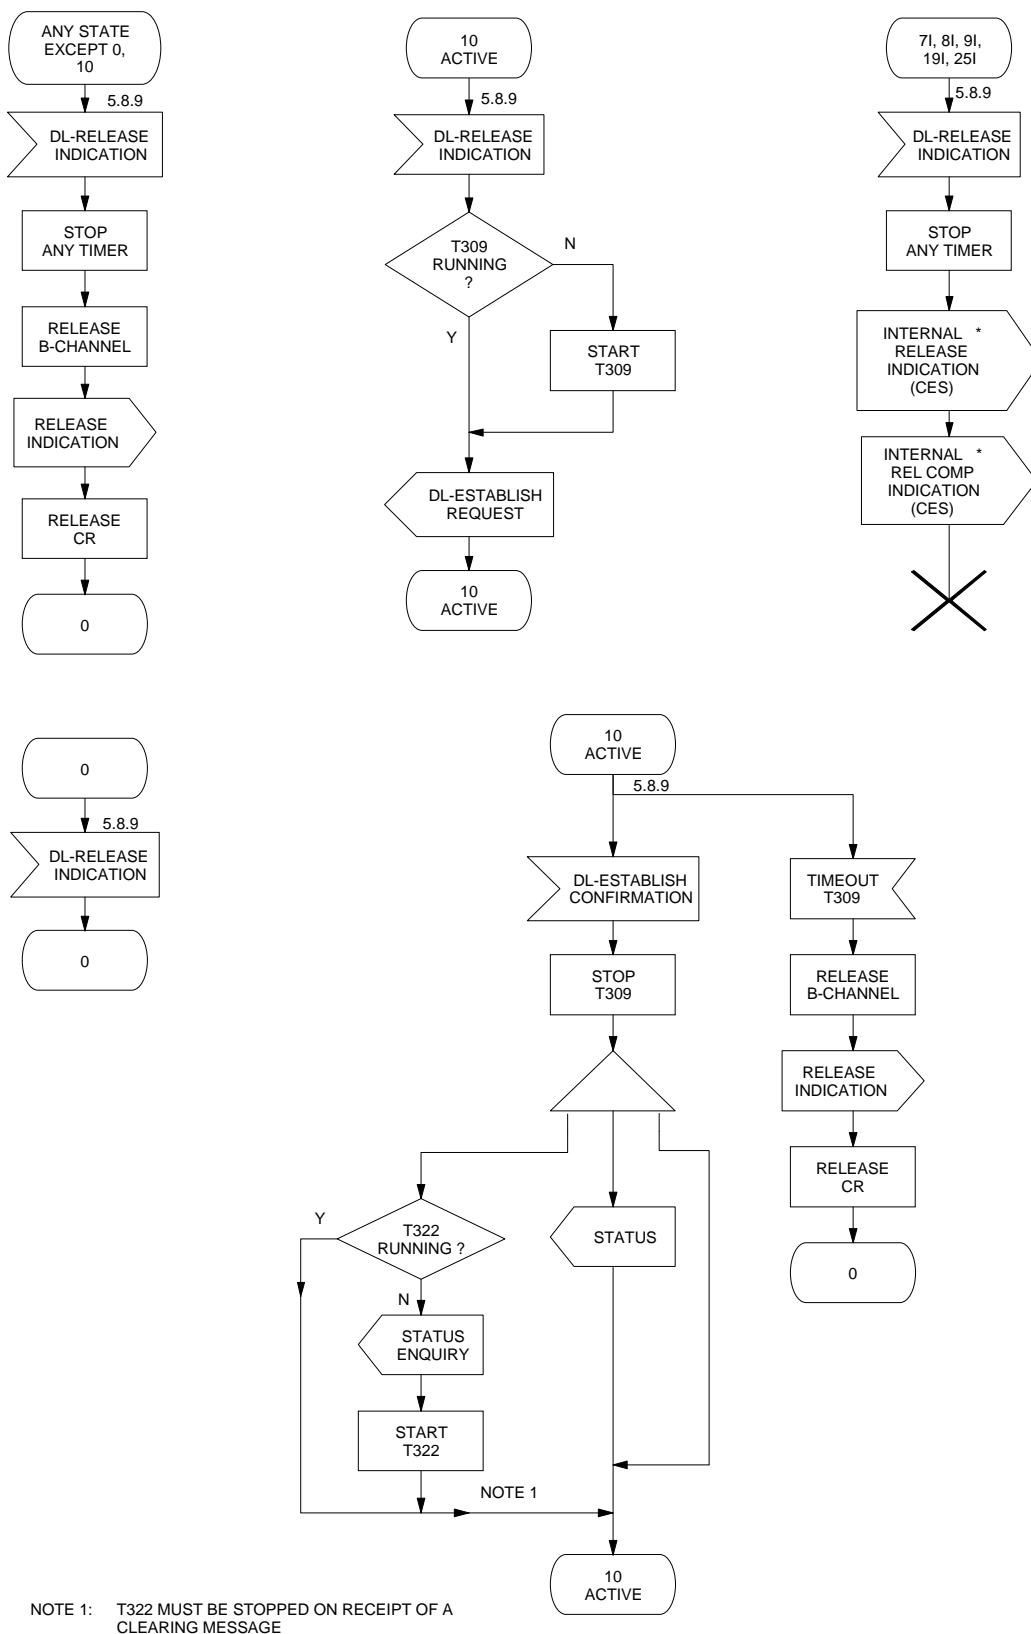 ANY STATE
EXCEPT 0,
10
5.8.9
DL-RELEASE
INDICATION
STOP
ANY TIMER
RELEASE
B-CHANNEL
RELEASE
INDICATION
RELEASE
CR
0
10
ACTIVE
5.8.9
DL-RELEASE
INDICATION
T309
RUNNING
?
N
Y
START
T309
DL-ESTABLISH
REQUEST
10
ACTIVE
7I, 8I, 9I,
19I, 25I
5.8.9
DL-RELEASE
INDICATION
STOP
ANY TIMER
INTERNAL *
RELEASE
INDICATION
(CES)
INTERNAL *
REL COMP
INDICATION
(CES)
0
5.8.9
DL-RELEASE
INDICATION
0
10
ACTIVE
5.8.9
DL-ESTABLISH
CONFIRMATION
STOP
T309
TIMEOUT
T309
RELEASE
B-CHANNEL
RELEASE
INDICATION
RELEASE
CR
0
Y
T322
RUNNING ?
N
STATUS
ENQUIRY
START
T322
STATUS
NOTE 1
10
ACTIVE
NOTE 1: T322 MUST BE STOPPED ON RECEIPT OF A
CLEARING MESSAGE